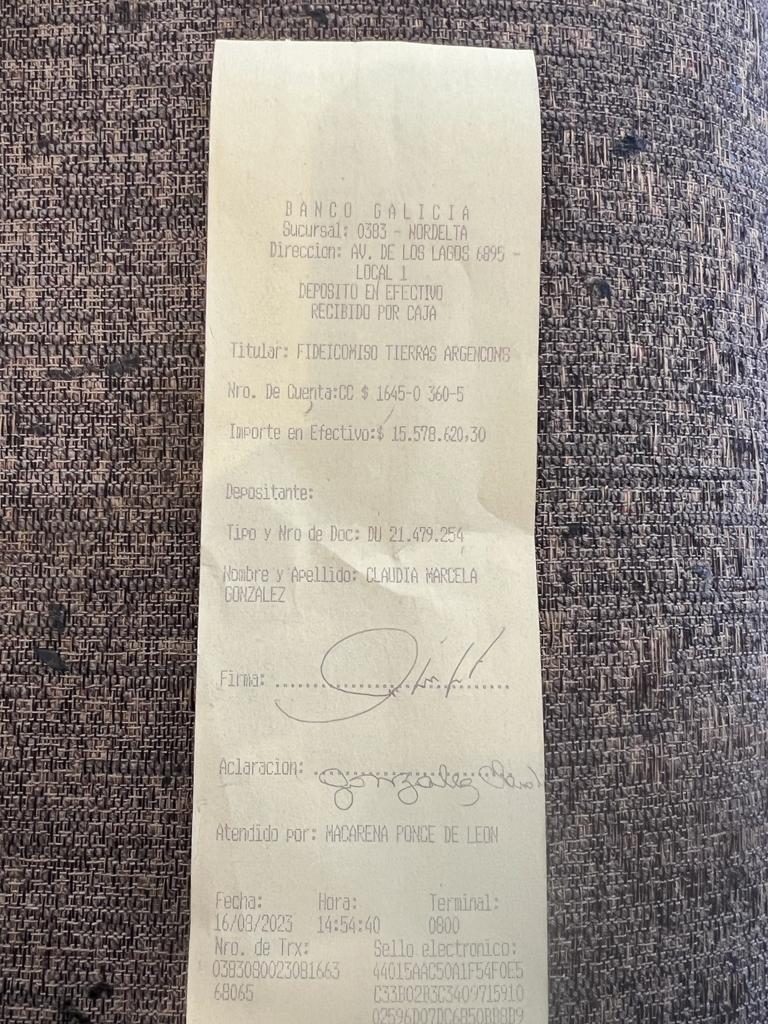 BANCO GALICIA
Sucursal: 0383 - NORDELTA
Direccion: AV. DE LOS LAGOS 6895 -
LOCAL 1
DEPOSITO EN EFECTIVO
RECIBIDO POR CAJA
Titular: FIDEICOMISO TIERRAS ARGENCONS
Nro. De Cuenta:CC $ 1645-0 360-5
Importe en Efectivo:$ 15.578.620,30
Depositante:
Tipo y Nro de Doc: DU 21.479.254
Nombre y Apellido: CLAUDIA MARCELA
GONZALEZ
Firma:
Aclaracion: gonzalez
Atendido por: MACARENA PONCE DE LEON
Fecha: Hora: Terminal:
16/08/2023 14:54:40 0800
Nro. de Trx: Sello electronico:
0383080023081663 44015AAC50A1F54F0E5
68065 C33B02B3C3409715910
02596D07DC6850BB8B9